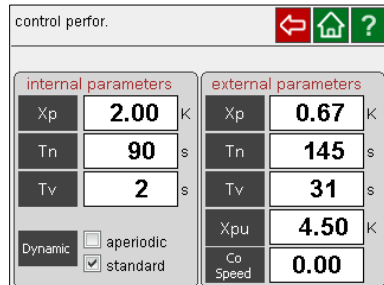 control perfor.
?
internal parameters
Xp 2.00 K
Tn 90 s
Tv 2 s
Dynamic
aperiodic
standard
external parameters
Xp 0.67 K
Tn 145 s
Tv 31 s
Xpu 4.50 K
Co
Speed
0.00